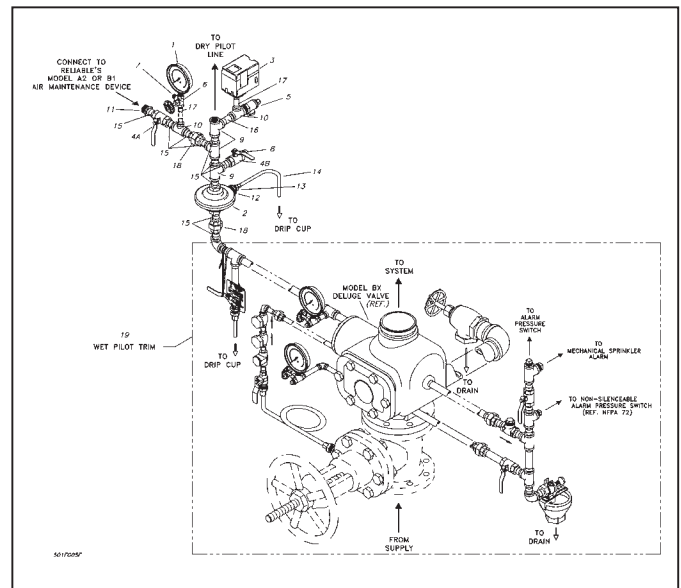 TO
DRY PILOT
LINE
CONNECT TO
RELIABLE'S
MODEL A2 OR B1
AIR MAINTENANCE DEVICE
1
3
7
6
17
17
5
11
10
10
16
15
4A
15
9
18
8
15
4B
9
14
13
12
2
TO
DRIP CUP
15
18
TO
SYSTEM
MODEL BX
DELUGE VALVE
(REF.)
TO
ALARM
PRESSURE
SWITCH
19
WET PILOT TRIM
TO
MECHANICAL SPRINKLER
ALARM
TO
DRIP CUP
TO
DRAIN
TO NON-SILENCEABLE
ALARM PRESSURE SWITCH
(REF. NFPA 72)
FROM
SUPPLY
TO
DRAIN